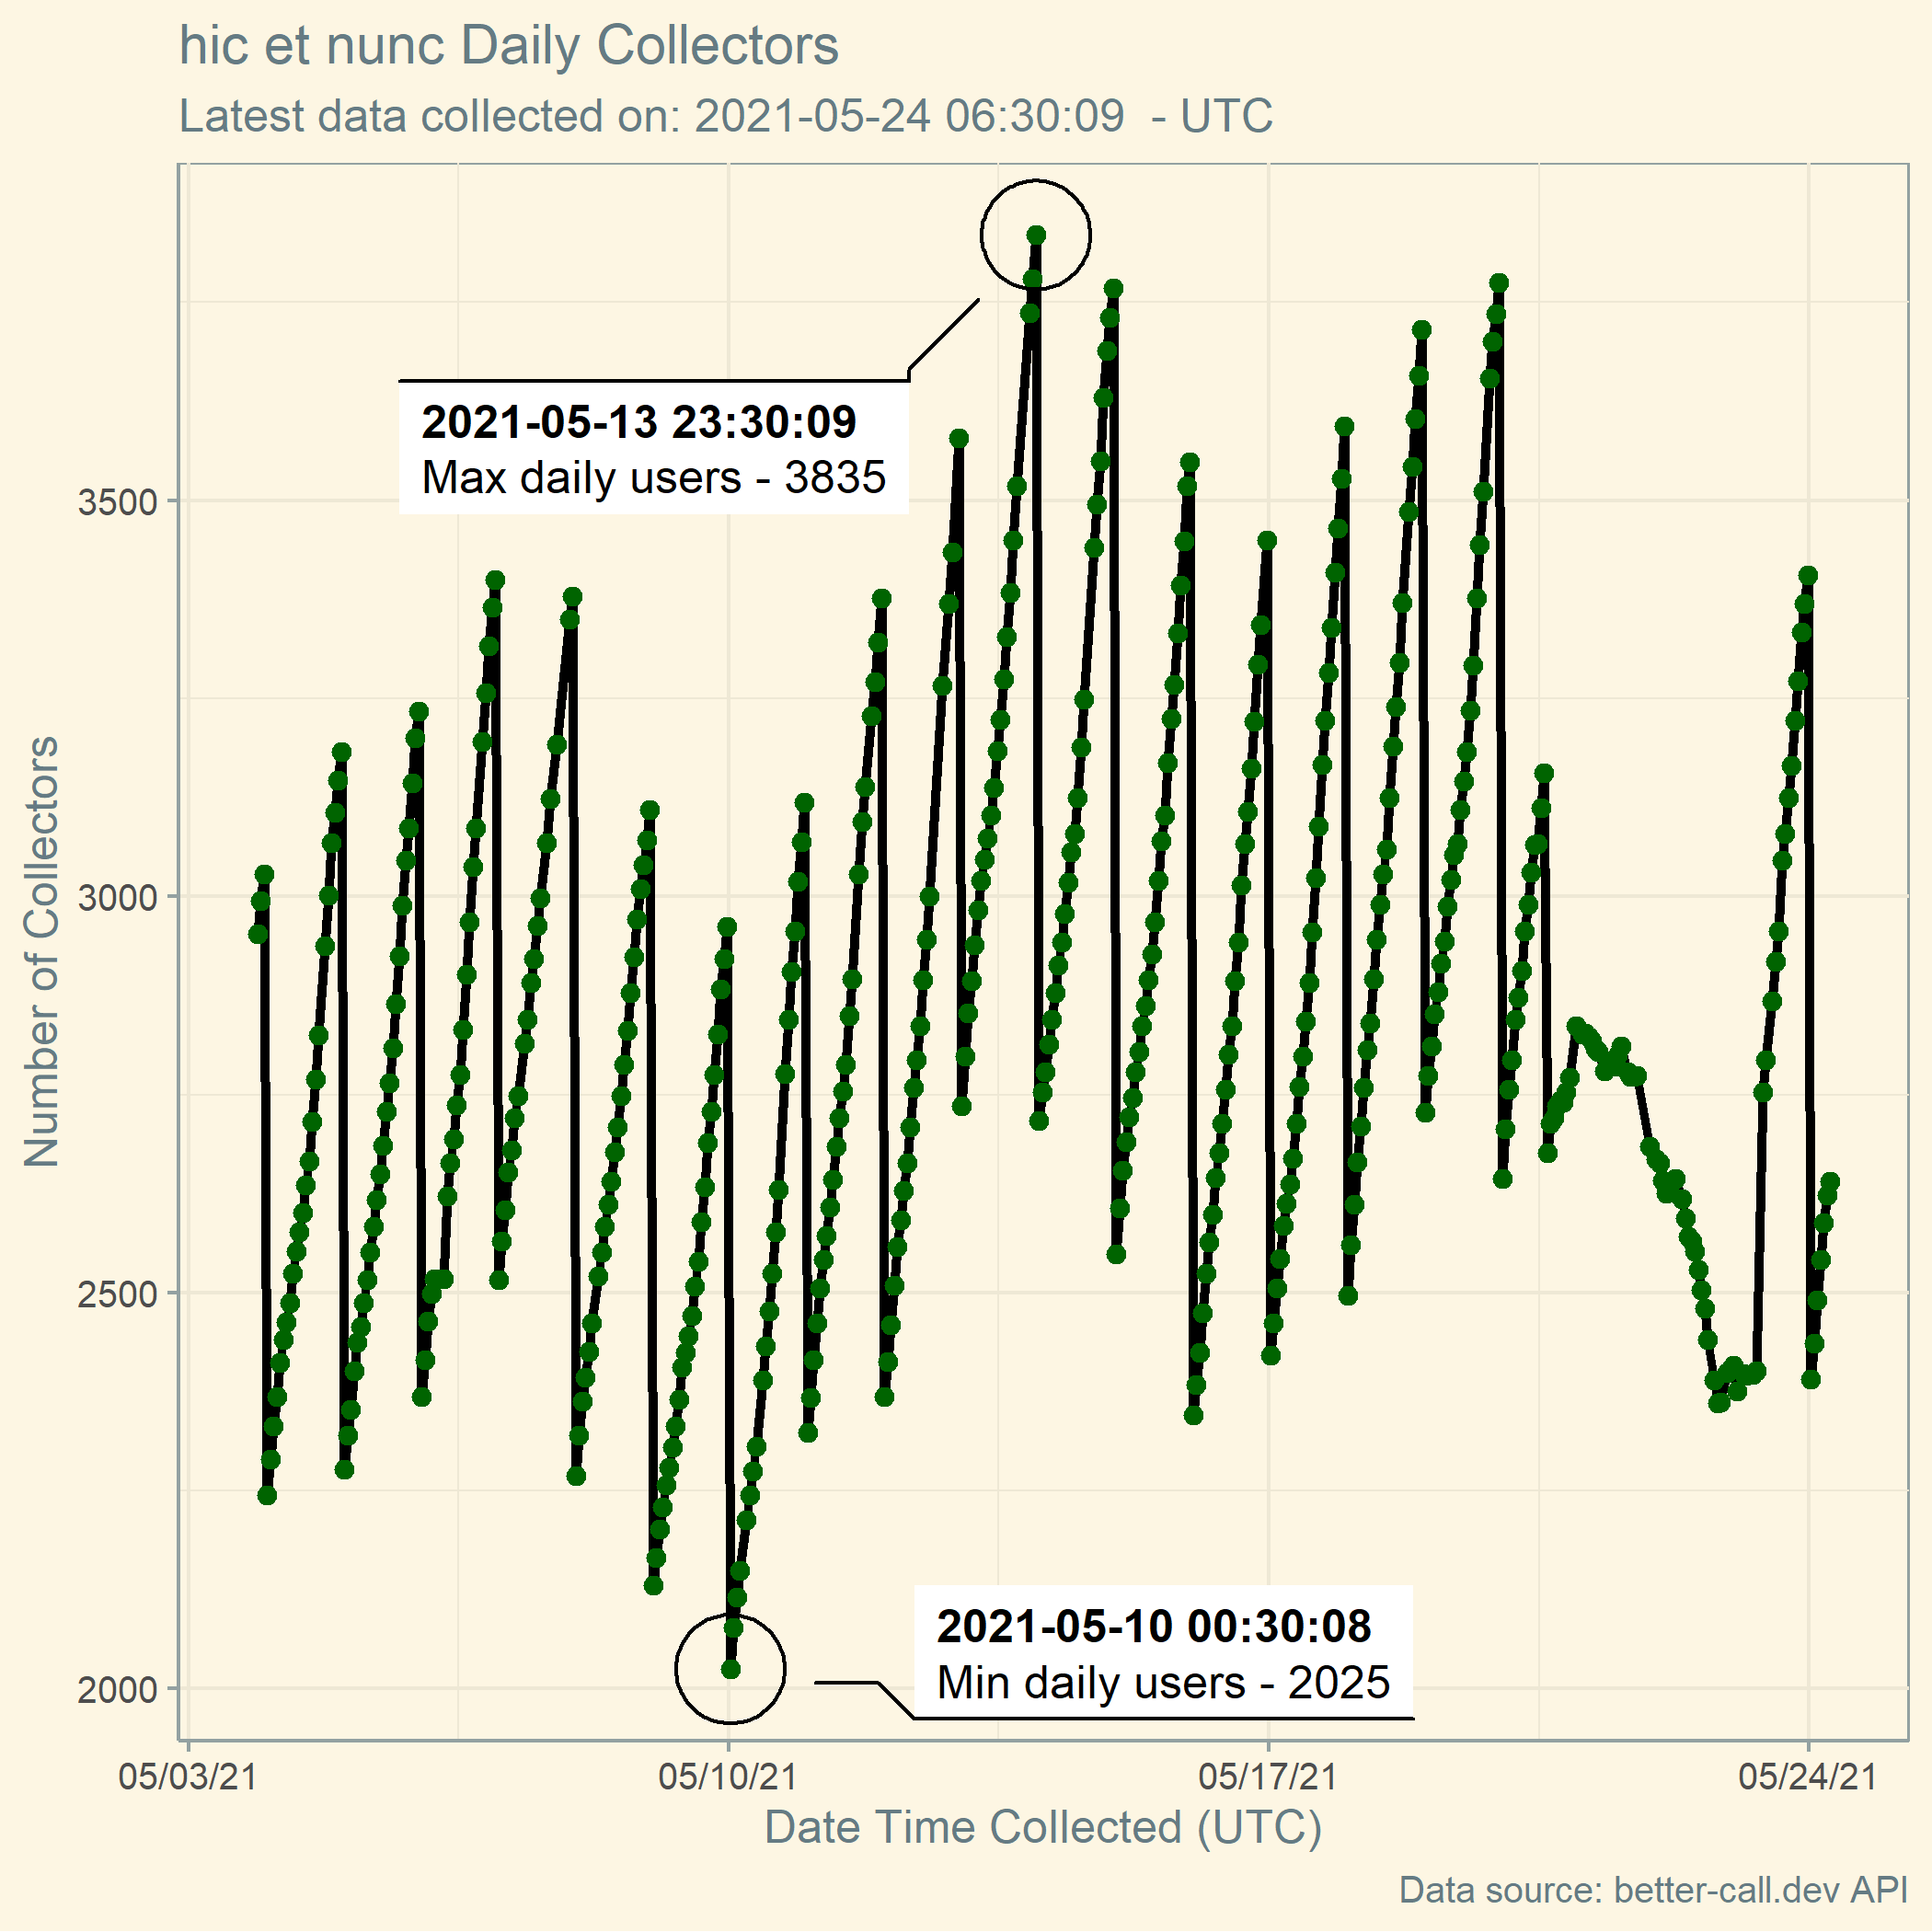 hic et nunc Daily Collectors
Latest data collected on: 2021-05-24 06:30:09  - UTC
2021-05-13 23:30:09
Max daily users - 3835
3500
3000
2500
2000
Number of Collectors
2021-05-10 00:30:08
Min daily users - 2025
05/03/21 05/10/21 05/17/21 05/24/21
Date Time Collected (UTC)
Data source: better-call.dev API